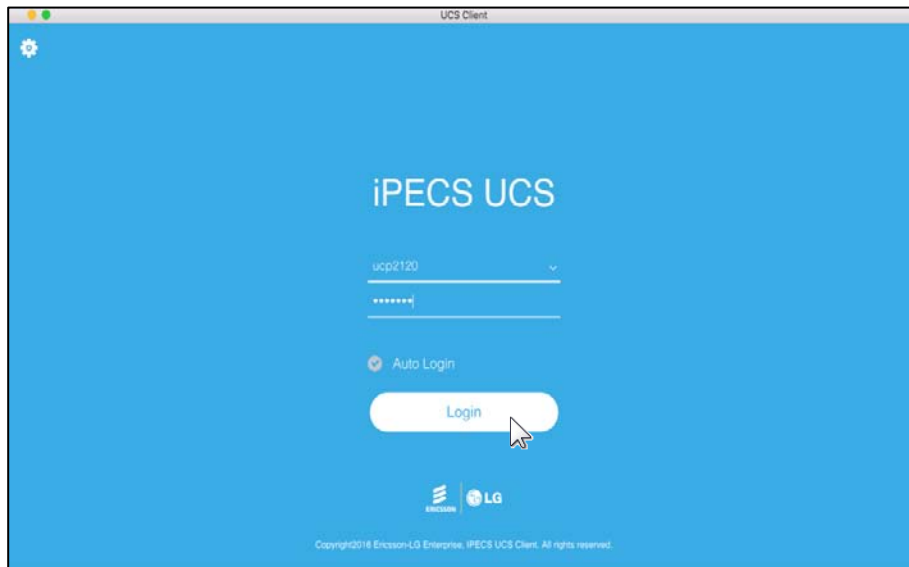 UCS Client
iPECS UCS
ucp2120
•••••••
Auto Login
Login
ERICSSON LG
Copyright2016 Ericsson-LG Enterprise, IPECS UCS Client. All rights reserved.